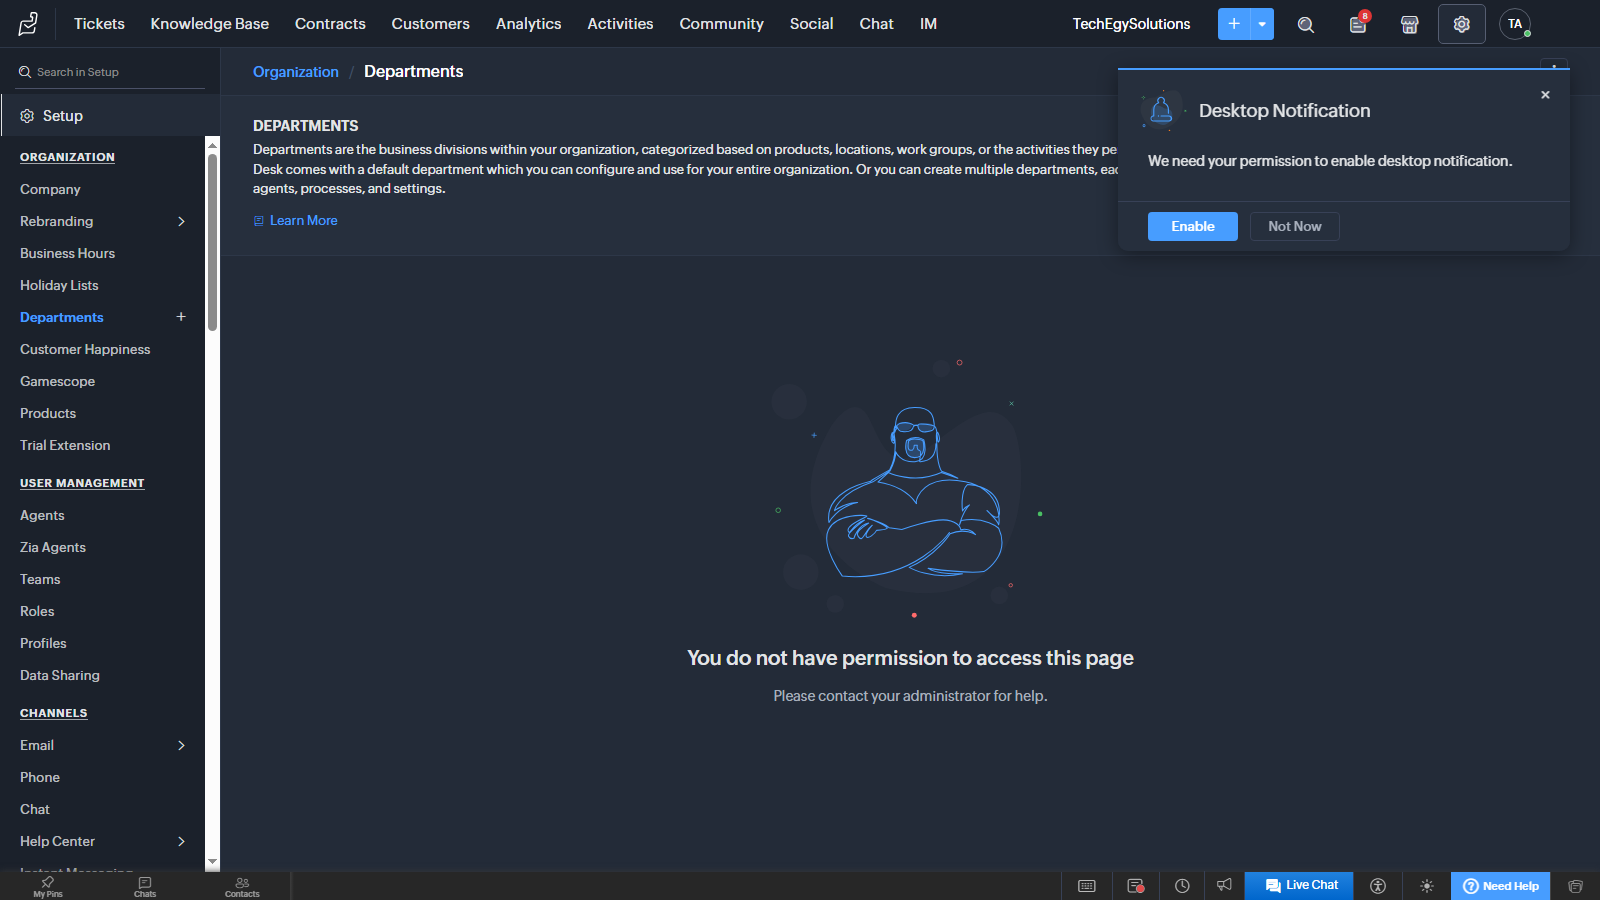 Tickets Knowledge Base Contracts Customers Analytics Activities Community Social Chat IM TechEgySolutions 8 TA
Search in Setup
Setup
ORGANIZATION
Company
Rebranding
Business Hours
Holiday Lists
Departments
Customer Happiness
Gamescope
Products
Trial Extension
USER MANAGEMENT
Agents
Zia Agents
Teams
Roles
Profiles
Data Sharing
CHANNELS
Email
Phone
Chat
Help Center
Instant Messaging
Organization / Departments
DEPARTMENTS
Departments are the business divisions within your organization, categorized based on products, locations, work groups, or the activities they pe
Desk comes with a default department which you can configure and use for your entire organization. Or you can create multiple departments, eac
agents, processes, and settings.
Learn More
Desktop Notification
We need your permission to enable desktop notification.
Enable Not Now
You do not have permission to access this page
Please contact your administrator for help.
My Pins Chats Contacts Live Chat Need Help